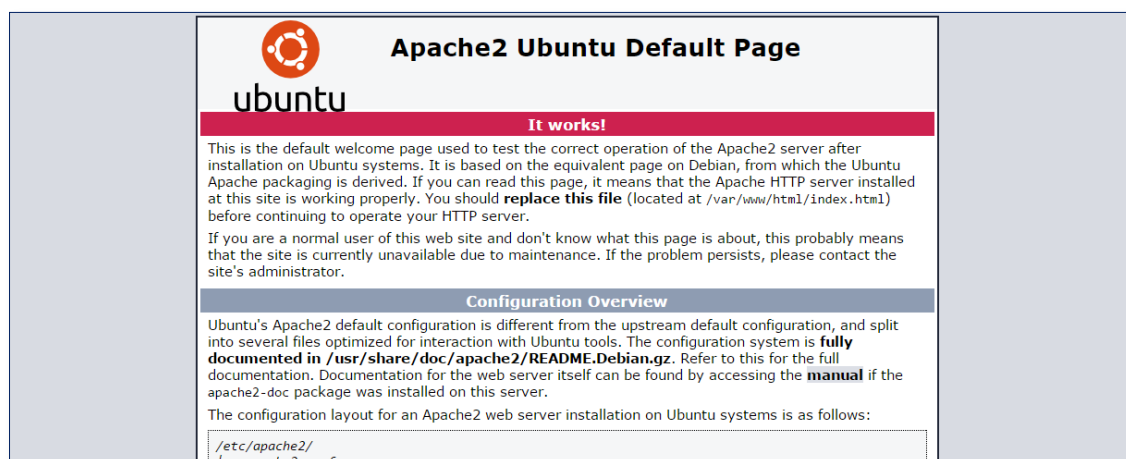 Apache2 Ubuntu Default Page
ubuntu
It works!
This is the default welcome page used to test the correct operation of the Apache2 server after
installation on Ubuntu systems. It is based on the equivalent page on Debian, from which the Ubuntu
Apache packaging is derived. If you can read this page, it means that the Apache HTTP server installed
at this site is working properly. You should replace this file (located at /var/www/html/index.html)
before continuing to operate your HTTP server.
If you are a normal user of this web site and don't know what this page is about, this probably means
that the site is currently unavailable due to maintenance. If the problem persists, please contact the
site's administrator.
Configuration Overview
Ubuntu's Apache2 default configuration is different from the upstream default configuration, and split
into several files optimized for interaction with Ubuntu tools. The configuration system is fully
documented in /usr/share/doc/apache2/README.Debian.gz. Refer to this for the full
documentation. Documentation for the web server itself can be found by accessing the manual if the
apache2-doc package was installed on this server.
The configuration layout for an Apache2 web server installation on Ubuntu systems is as follows:
/etc/apache2/